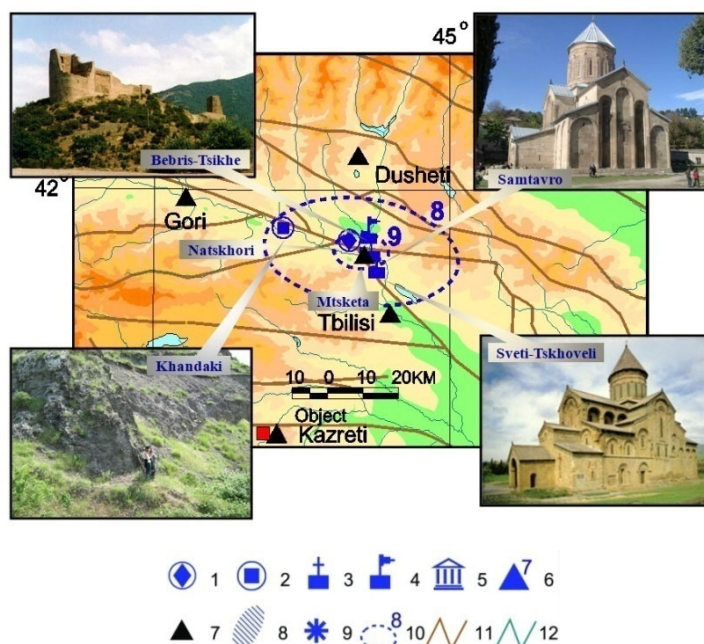 45°
42°
Bebris-Tsikhe
Dusheti
Samtavro
Gori
8
Natskhori
9
Mtsketa
Tbilisi
Khandaki
Sveti-Tskhoveli
10 0 10 20KM
Object
Kazreti
1 2 3 4 5 7 6
7 8 9 8 10 11 12